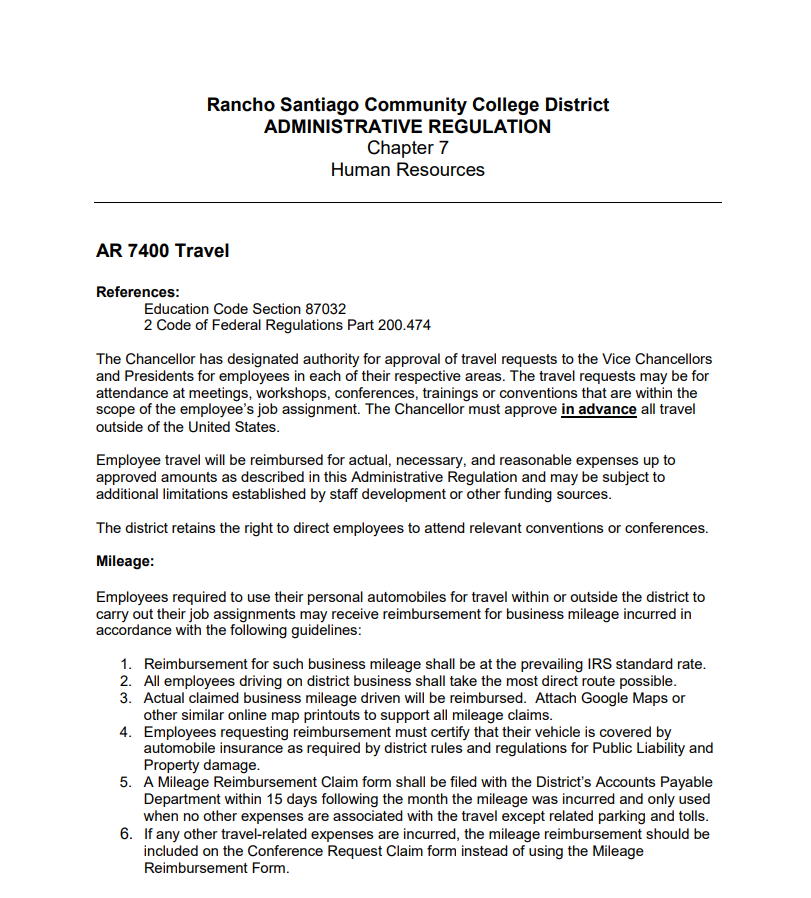 Rancho Santiago Community College District
ADMINISTRATIVE REGULATION
Chapter 7
Human Resources
AR 7400 Travel
References:
Education Code Section 87032
2 Code of Federal Regulations Part 200.474
The Chancellor has designated authority for approval of travel requests to the Vice Chancellors
and Presidents for employees in each of their respective areas. The travel requests may be for
attendance at meetings, workshops, conferences, trainings or conventions that are within the
scope of the employee's job assignment. The Chancellor must approve in advance all travel
outside of the United States.
Employee travel will be reimbursed for actual, necessary, and reasonable expenses up to
approved amounts as described in this Administrative Regulation and may be subject to
additional limitations established by staff development or other funding sources.
The district retains the right to direct employees to attend relevant conventions or conferences.
Mileage:
Employees required to use their personal automobiles for travel within or outside the district to
carry out their job assignments may receive reimbursement for business mileage incurred in
accordance with the following guidelines:
1. Reimbursement for such business mileage shall be at the prevailing IRS standard rate.
2. All employees driving on district business shall take the most direct route possible.
3. Actual claimed business mileage driven will be reimbursed.  Attach Google Maps or
other similar online map printouts to support all mileage claims.
4. Employees requesting reimbursement must certify that their vehicle is covered by
automobile insurance as required by district rules and regulations for Public Liability and
Property damage.
5. A Mileage Reimbursement Claim form shall be filed with the District's Accounts Payable
Department within 15 days following the month the mileage was incurred and only used
when no other expenses are associated with the travel except related parking and tolls.
6. If any other travel-related expenses are incurred, the mileage reimbursement should be
included on the Conference Request Claim form instead of using the Mileage
Reimbursement Form.